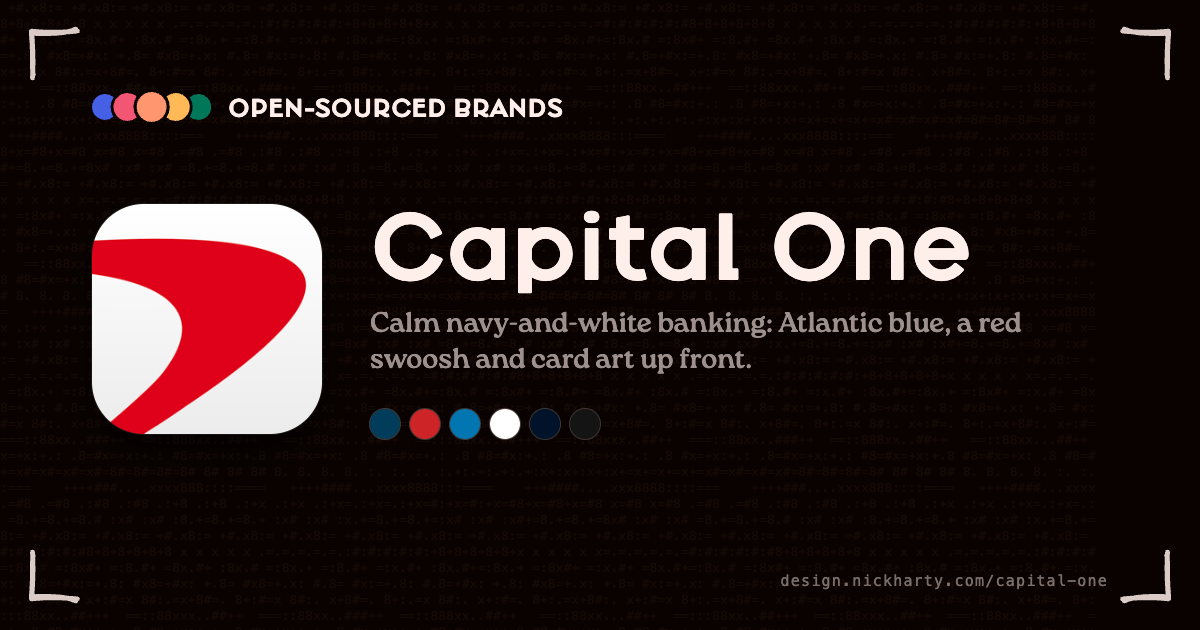 OPEN-SOURCED BRANDS
Capital One
Calm navy-and-white banking: Atlantic blue, a red
swoosh and card art up front.
design.nickharty.com/capital-one